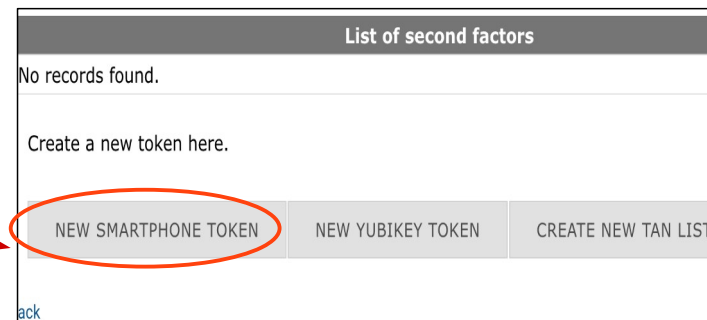 List of second factors
No records found.
Create a new token here.
NEW SMARTPHONE TOKEN NEW YUBIKEY TOKEN CREATE NEW TAN LIST
ack